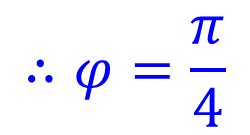 ∴ φ = π/4